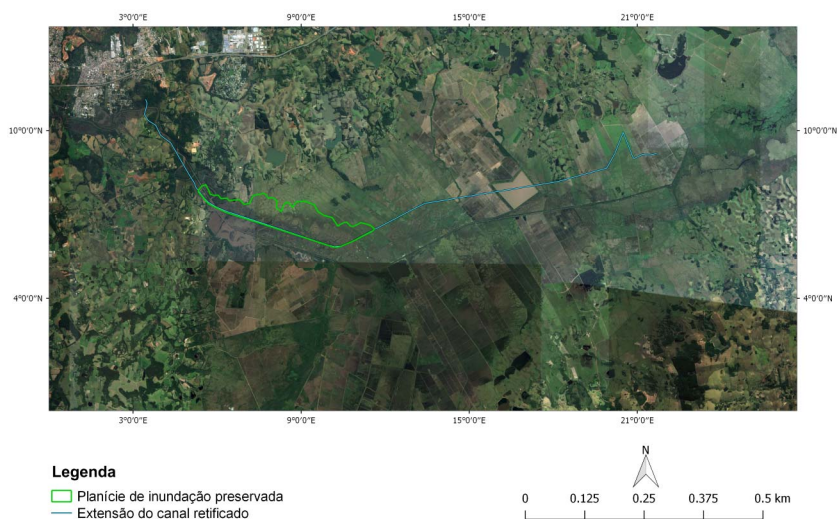 3°0'0"E 9°0'0"E 15°0'0"E 21°0'0"E
10°0'0"N 10°0'0"N
4°0'0"N 4°0'0"N
3°0'0"E 9°0'0"E 15°0'0"E 21°0'0"E
Legenda
Planície de inundação preservada
Extensão do canal retificado
N
0 0.125 0.25 0.375 0.5 km